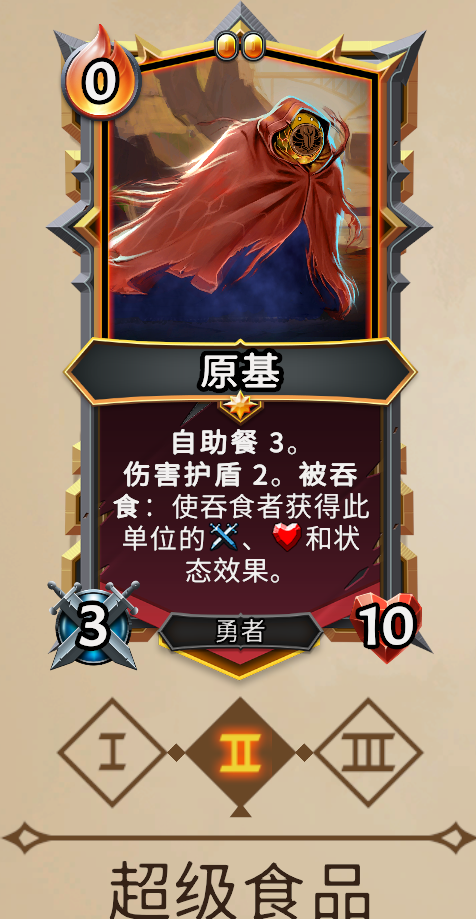 0
原基
自助餐 3。
伤害护盾 2。被吞
食：使吞食者获得此
单位的、和状
态效果。
3
勇者
10
I
II
III
超级食品